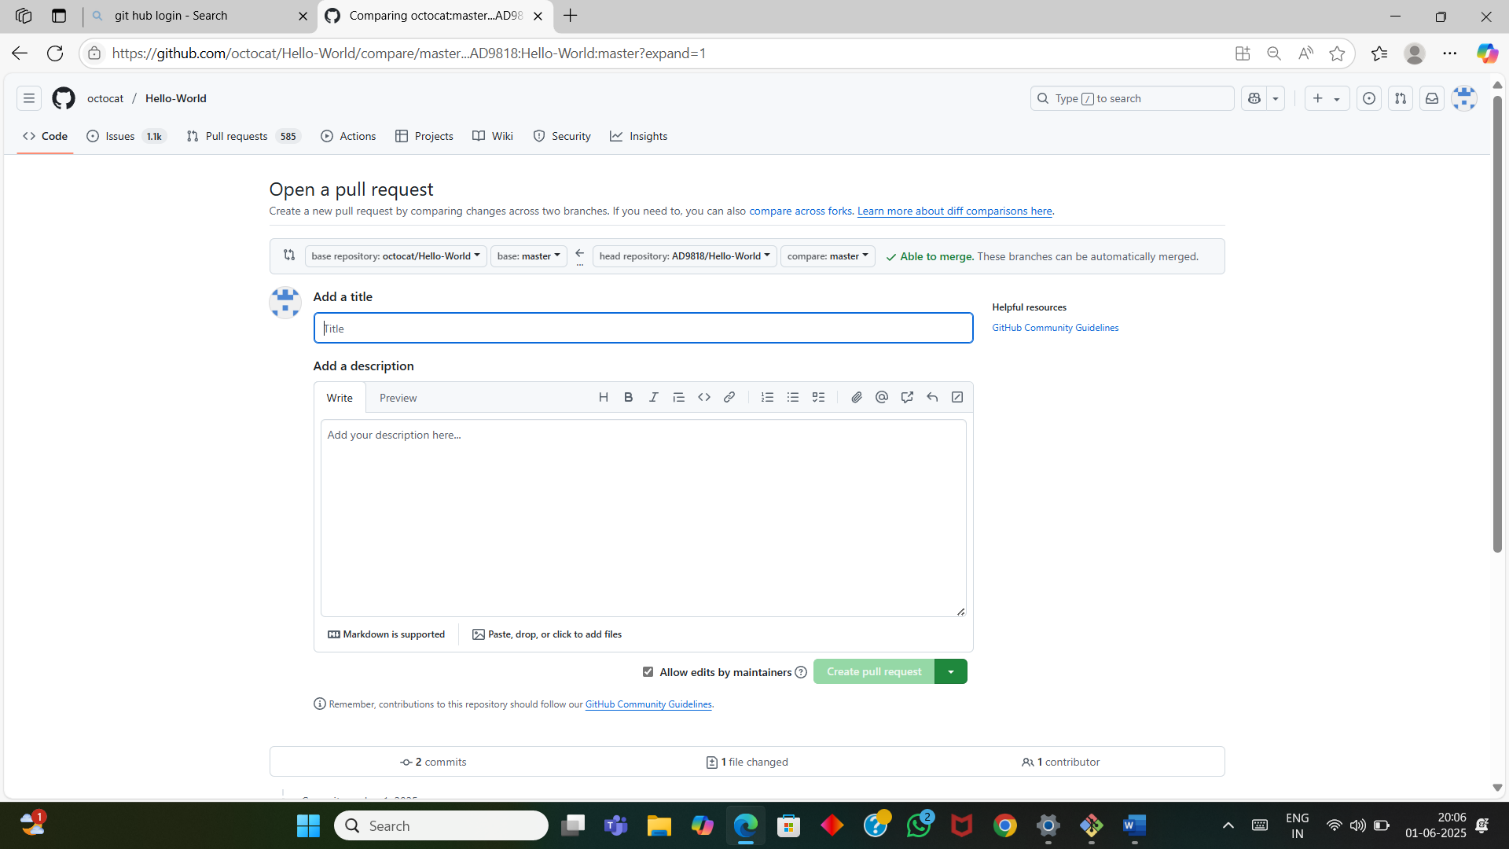 git hub login - Search
Comparing octocat:master...AD98
https://github.com/octocat/Hello-World/compare/master...AD9818:Hello-World:master?expand=1
octocat / Hello-World
Type / to search
Code
Issues 1.1k
Pull requests 585
Actions
Projects
Wiki
Security
Insights
Open a pull request
Create a new pull request by comparing changes across two branches. If you need to, you can also compare across forks. Learn more about diff comparisons here.
base repository: octocat/Hello-World
base: master
head repository: AD9818/Hello-World
compare: master
Able to merge. These branches can be automatically merged.
Add a title
Title
Helpful resources
GitHub Community Guidelines
Add a description
Write
Preview
Add your description here...
Markdown is supported
Paste, drop, or click to add files
Allow edits by maintainers
Create pull request
Remember, contributions to this repository should follow our GitHub Community Guidelines.
2 commits
1 file changed
1 contributor
1
Search
2
ENG
IN
20:06
01-06-2025